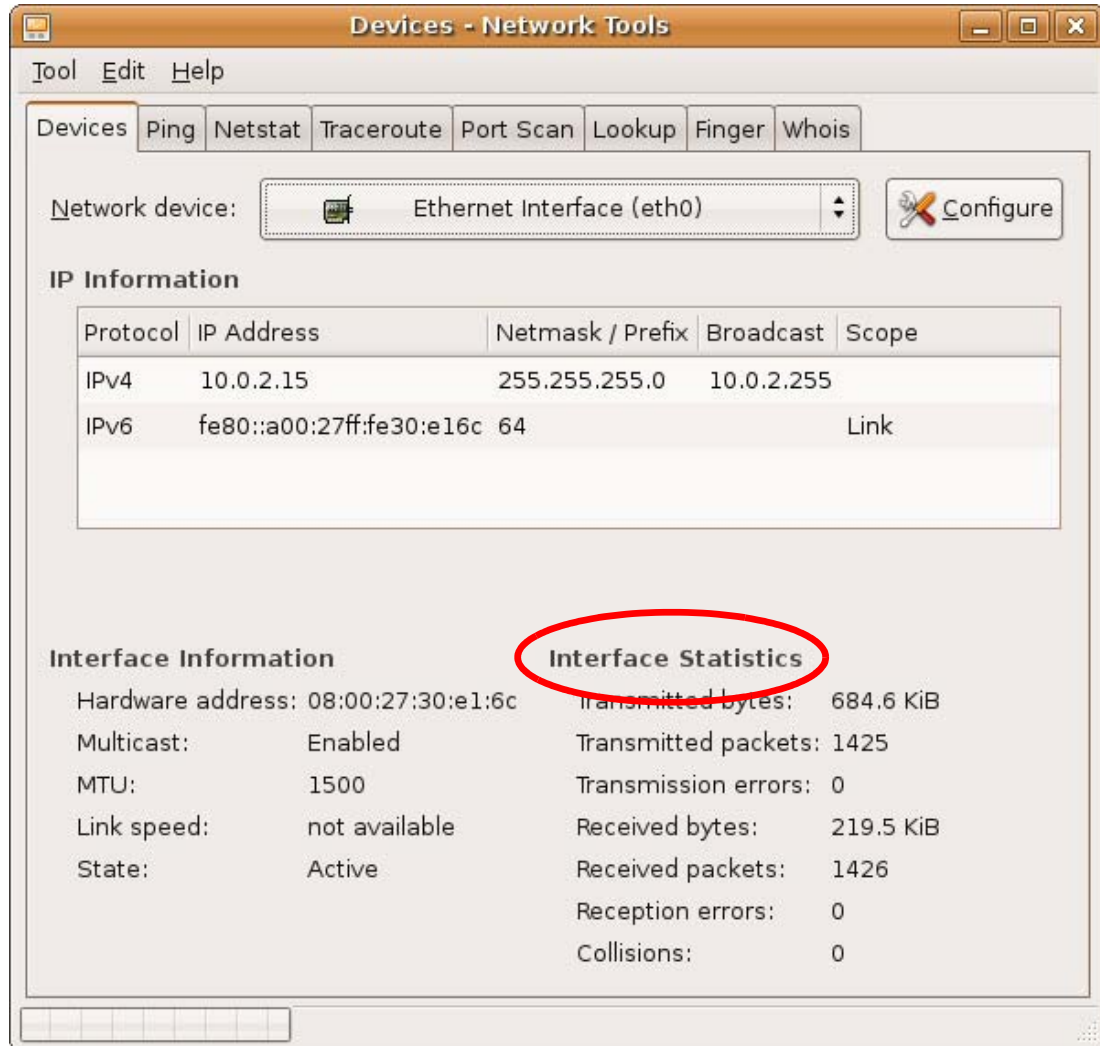 Devices - Network Tools
Tool Edit Help
Devices Ping Netstat Traceroute Port Scan Lookup Finger Whois
Network device: Ethernet Interface (eth0) Configure
IP Information
Protocol IP Address Netmask / Prefix Broadcast Scope
IPv4 10.0.2.15 255.255.255.0 10.0.2.255
IPv6 fe80::a00:27ff:fe30:e16c 64 Link
Interface Information
Hardware address: 08:00:27:30:e1:6c
Multicast: Enabled
MTU: 1500
Link speed: not available
State: Active
Interface Statistics
Transmitted bytes: 684.6 KiB
Transmitted packets: 1425
Transmission errors: 0
Received bytes: 219.5 KiB
Received packets: 1426
Reception errors: 0
Collisions: 0